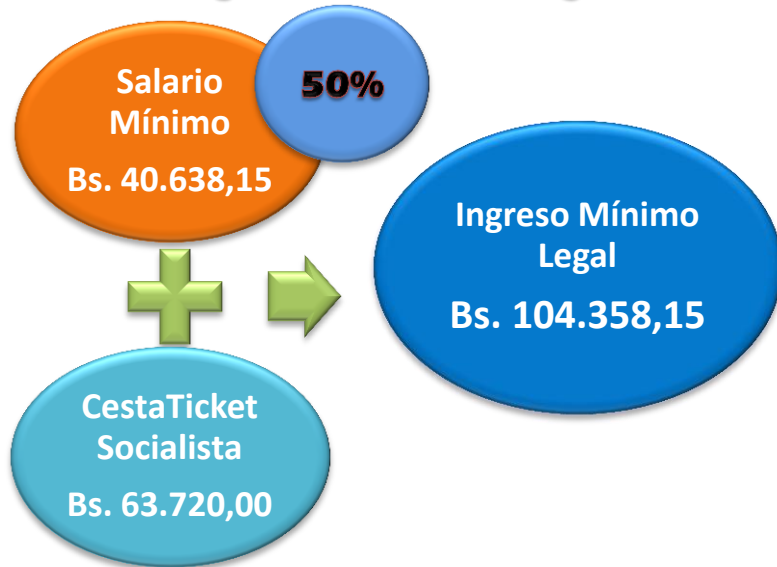 Salario
Mínimo
Bs. 40.638,15
50%
Ingreso Mínimo
Legal
Bs. 104.358,15
CestaTicket
Socialista
Bs. 63.720,00